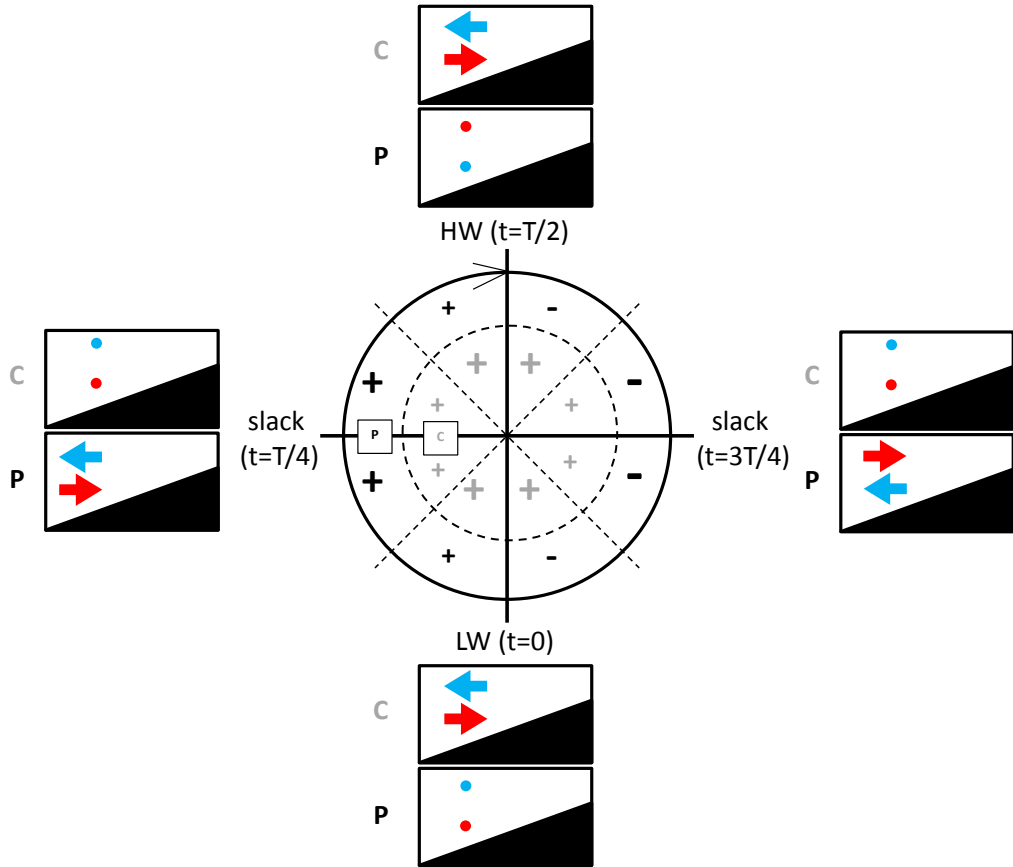 C
P
HW (t=T/2)
+ -
+ +
+ -
+ +
C
P
slack
(t=T/4)
P
C
slack
(t=3T/4)
C
P
+ +
+ -
+ +
+ -
LW (t=0)
C
P